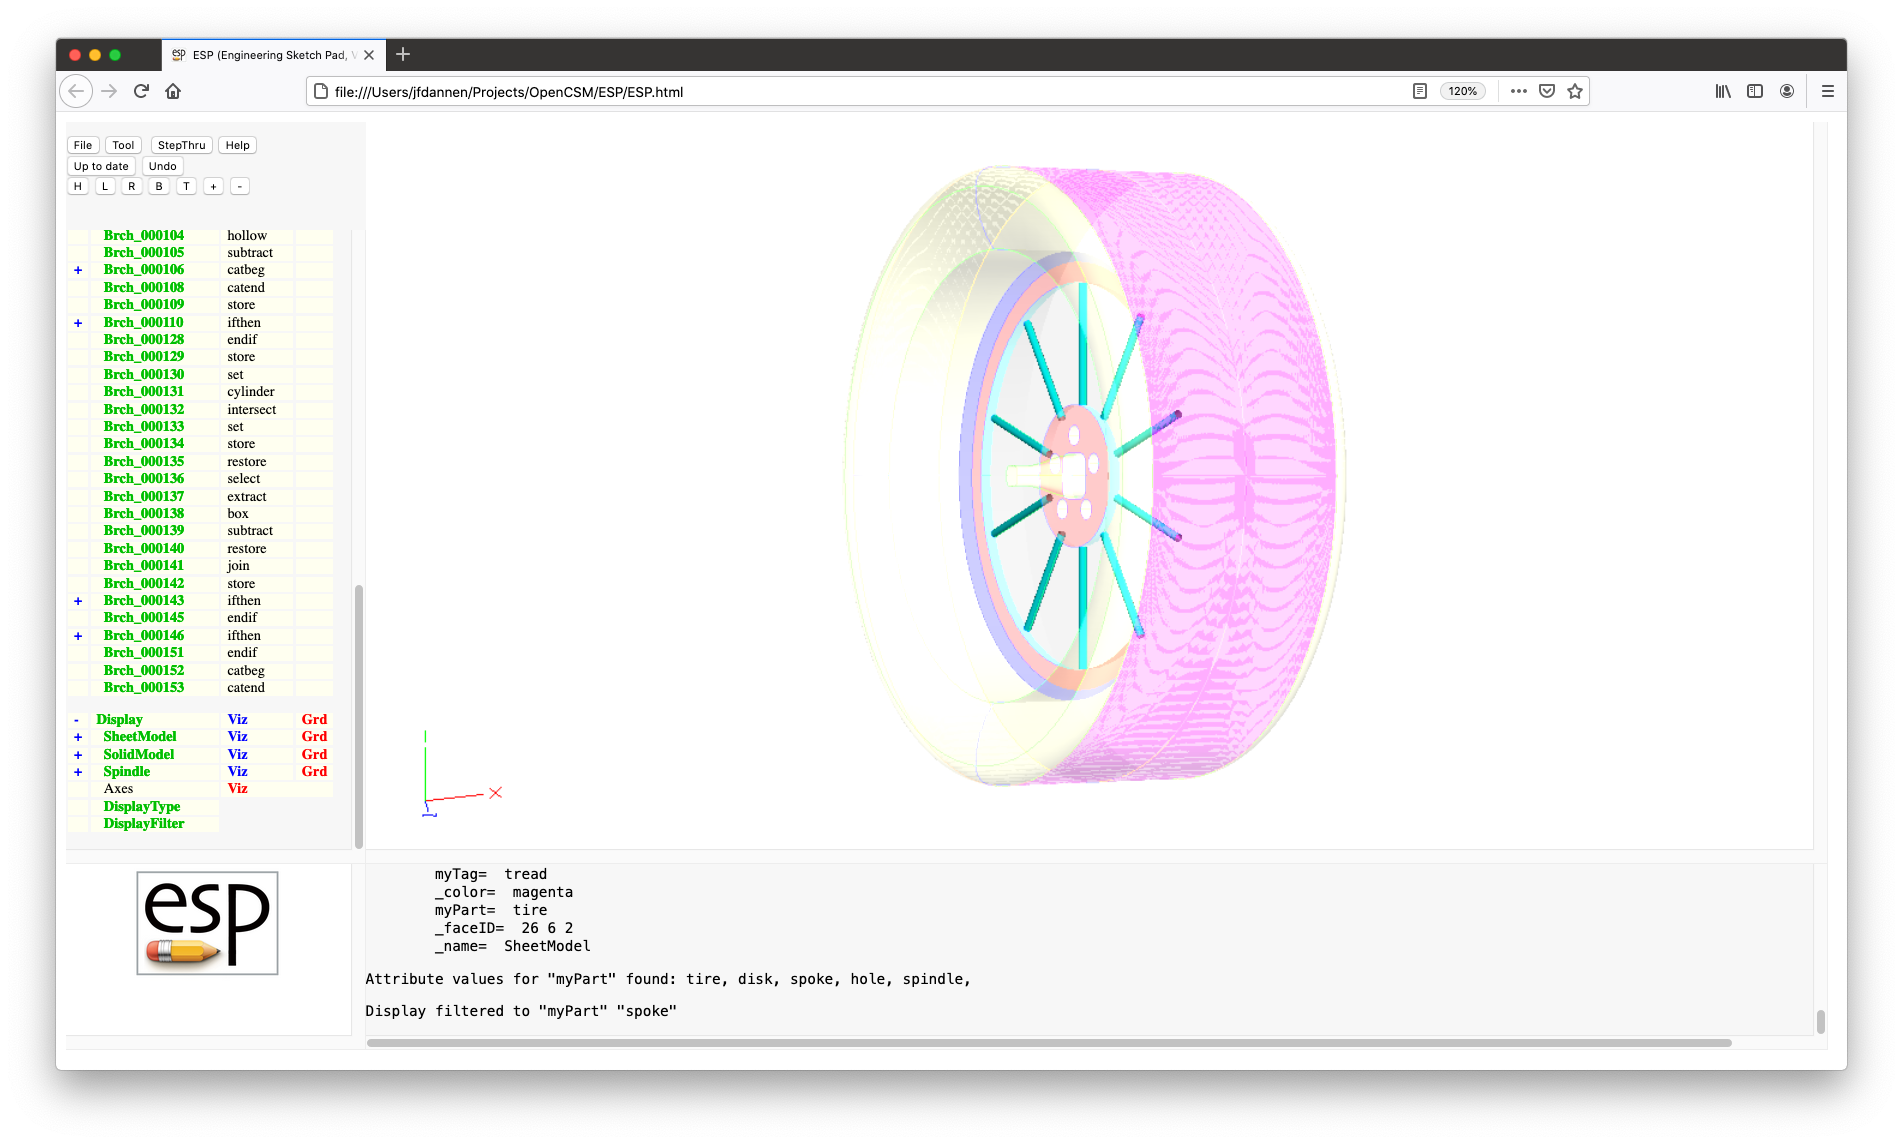 esp ESP (Engineering Sketch Pad, V
file:///Users/jfdannen/Projects/OpenCSM/ESP/ESP.html 120%
File Tool StepThru Help
Up to date Undo
H L R B T + -
Brch_000104 hollow
Brch_000105 subtract
+ Brch_000106 catbeg
Brch_000108 catend
Brch_000109 store
+ Brch_000110 ifthen
Brch_000128 endif
Brch_000129 store
Brch_000130 set
Brch_000131 cylinder
Brch_000132 intersect
Brch_000133 set
Brch_000134 store
Brch_000135 restore
Brch_000136 select
Brch_000137 extract
Brch_000138 box
Brch_000139 subtract
Brch_000140 restore
Brch_000141 join
Brch_000142 store
+ Brch_000143 ifthen
Brch_000145 endif
+ Brch_000146 ifthen
Brch_000151 endif
Brch_000152 catbeg
Brch_000153 catend
- Display Viz Grd
+ SheetModel Viz Grd
+ SolidModel Viz Grd
+ Spindle Viz Grd
Axes Viz
DisplayType
DisplayFilter
X
esp
myTag= tread
_color= magenta
myPart= tire
_faceID= 26 6 2
_name= SheetModel
Attribute values for "myPart" found: tire, disk, spoke, hole, spindle,
Display filtered to "myPart" "spoke"